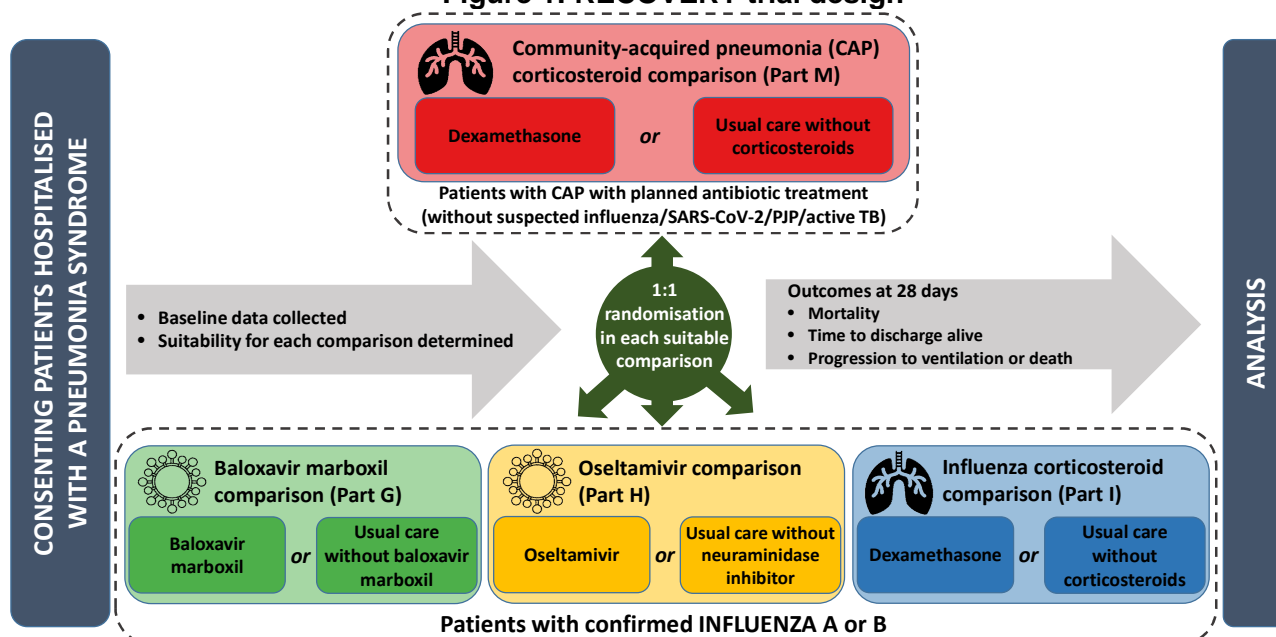 Figure 1: RECOVERY trial design
CONSENTING PATIENTS HOSPITALISED
WITH A PNEUMONIA SYNDROME
Community-acquired pneumonia (CAP)
corticosteroid comparison (Part M)
Dexamethasone
or
Usual care without
corticosteroids
Patients with CAP with planned antibiotic treatment
(without suspected influenza/SARS-CoV-2/PJP/active TB)
• Baseline data collected
• Suitability for each comparison determined
1:1
randomisation
in each suitable
comparison
Outcomes at 28 days
• Mortality
• Time to discharge alive
• Progression to ventilation or death
ANALYSIS
Baloxavir marboxil
comparison (Part G)
Baloxavir
marboxil
or
Usual care
without baloxavir
marboxil
Oseltamivir comparison
(Part H)
Oseltamivir
or
Usual care without
neuraminidase
inhibitor
Influenza corticosteroid
comparison (Part I)
Dexamethasone
or
Usual care
without
corticosteroids
Patients with confirmed INFLUENZA A or B